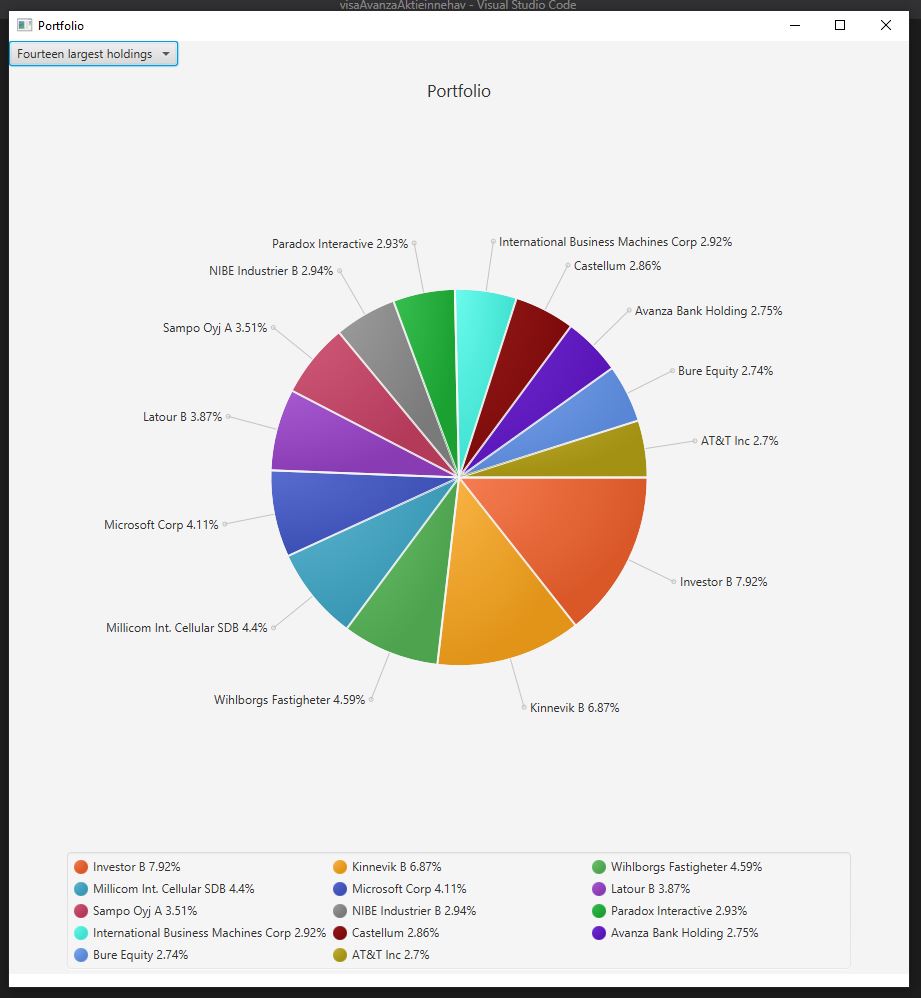 visaAvanzaAktieinnehav - Visual Studio Code
Portfolio
Fourteen largest holdings
Portfolio
International Business Machines Corp 2.92%
Paradox Interactive 2.93%
Castellum 2.86%
NIBE Industrier B 2.94%
Avanza Bank Holding 2.75%
Sampo Oyj A 3.51%
Bure Equity 2.74%
Latour B 3.87%
AT&T Inc 2.7%
Microsoft Corp 4.11%
Investor B 7.92%
Millicom Int. Cellular SDB 4.4%
Wihlborgs Fastigheter 4.59%
Kinnevik B 6.87%
Investor B 7.92% Kinnevik B 6.87% Wihlborgs Fastigheter 4.59%
Millicom Int. Cellular SDB 4.4% Microsoft Corp 4.11% Latour B 3.87%
Sampo Oyj A 3.51% NIBE Industrier B 2.94% Paradox Interactive 2.93%
International Business Machines Corp 2.92% Castellum 2.86% Avanza Bank Holding 2.75%
Bure Equity 2.74% AT&T Inc 2.7%